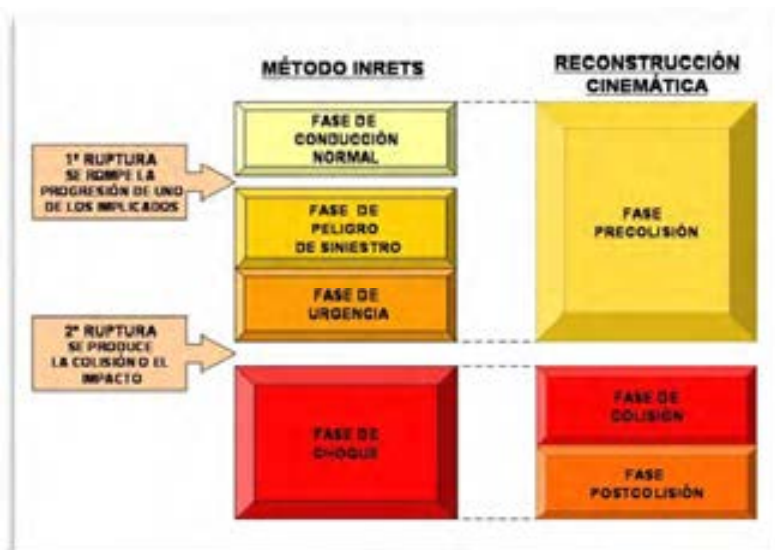 MÉTODO INRETS
RECONSTRUCCIÓN
CINEMÁTICA
FASE DE
CONDUCCIÓN
NORMAL
1ª RUPTURA
SE ROMPE LA
PROGRESIÓN DE UNO
DE LOS IMPLICADOS
FASE DE
PELIGRO
DE SINIESTRO
FASE
PRECOLISIÓN
FASE DE
URGENCIA
2ª RUPTURA
SE PRODUCE
LA COLISIÓN O EL
IMPACTO
FASE DE
CHOQUE
FASE DE
COLISIÓN
FASE
POSTCOLISIÓN